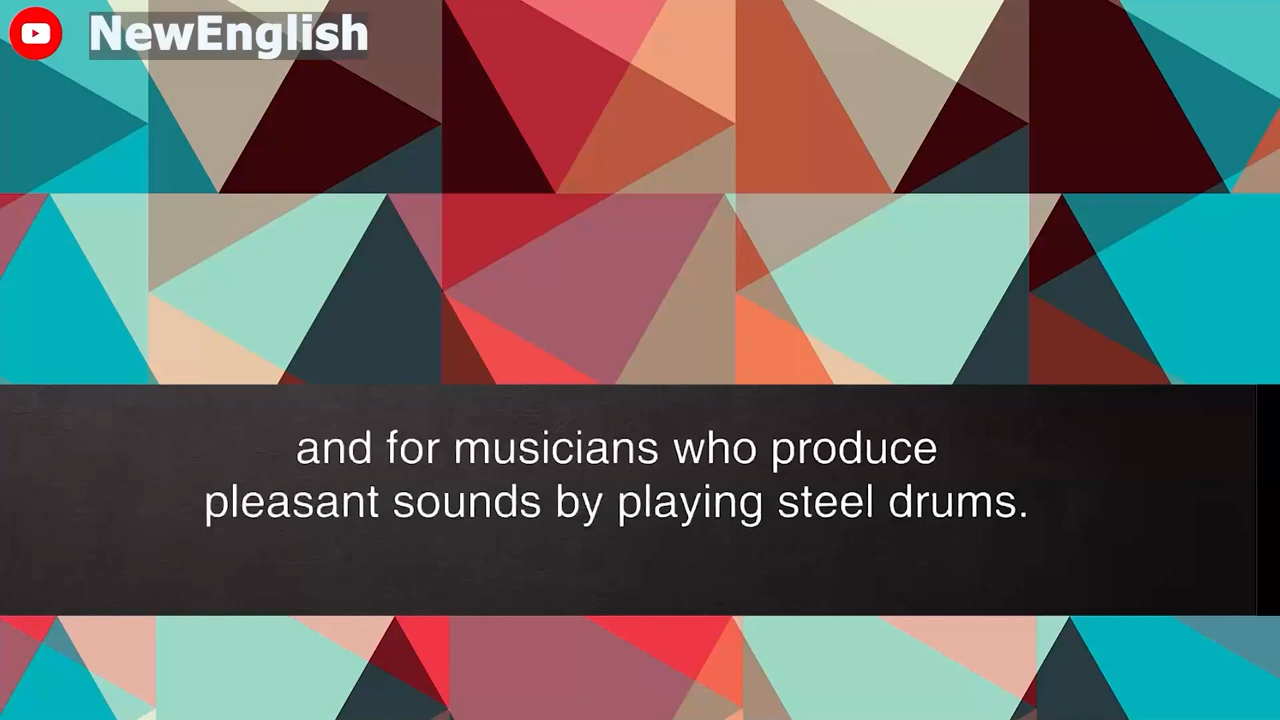 NewEnglish
and for musicians who produce
pleasant sounds by playing steel drums.